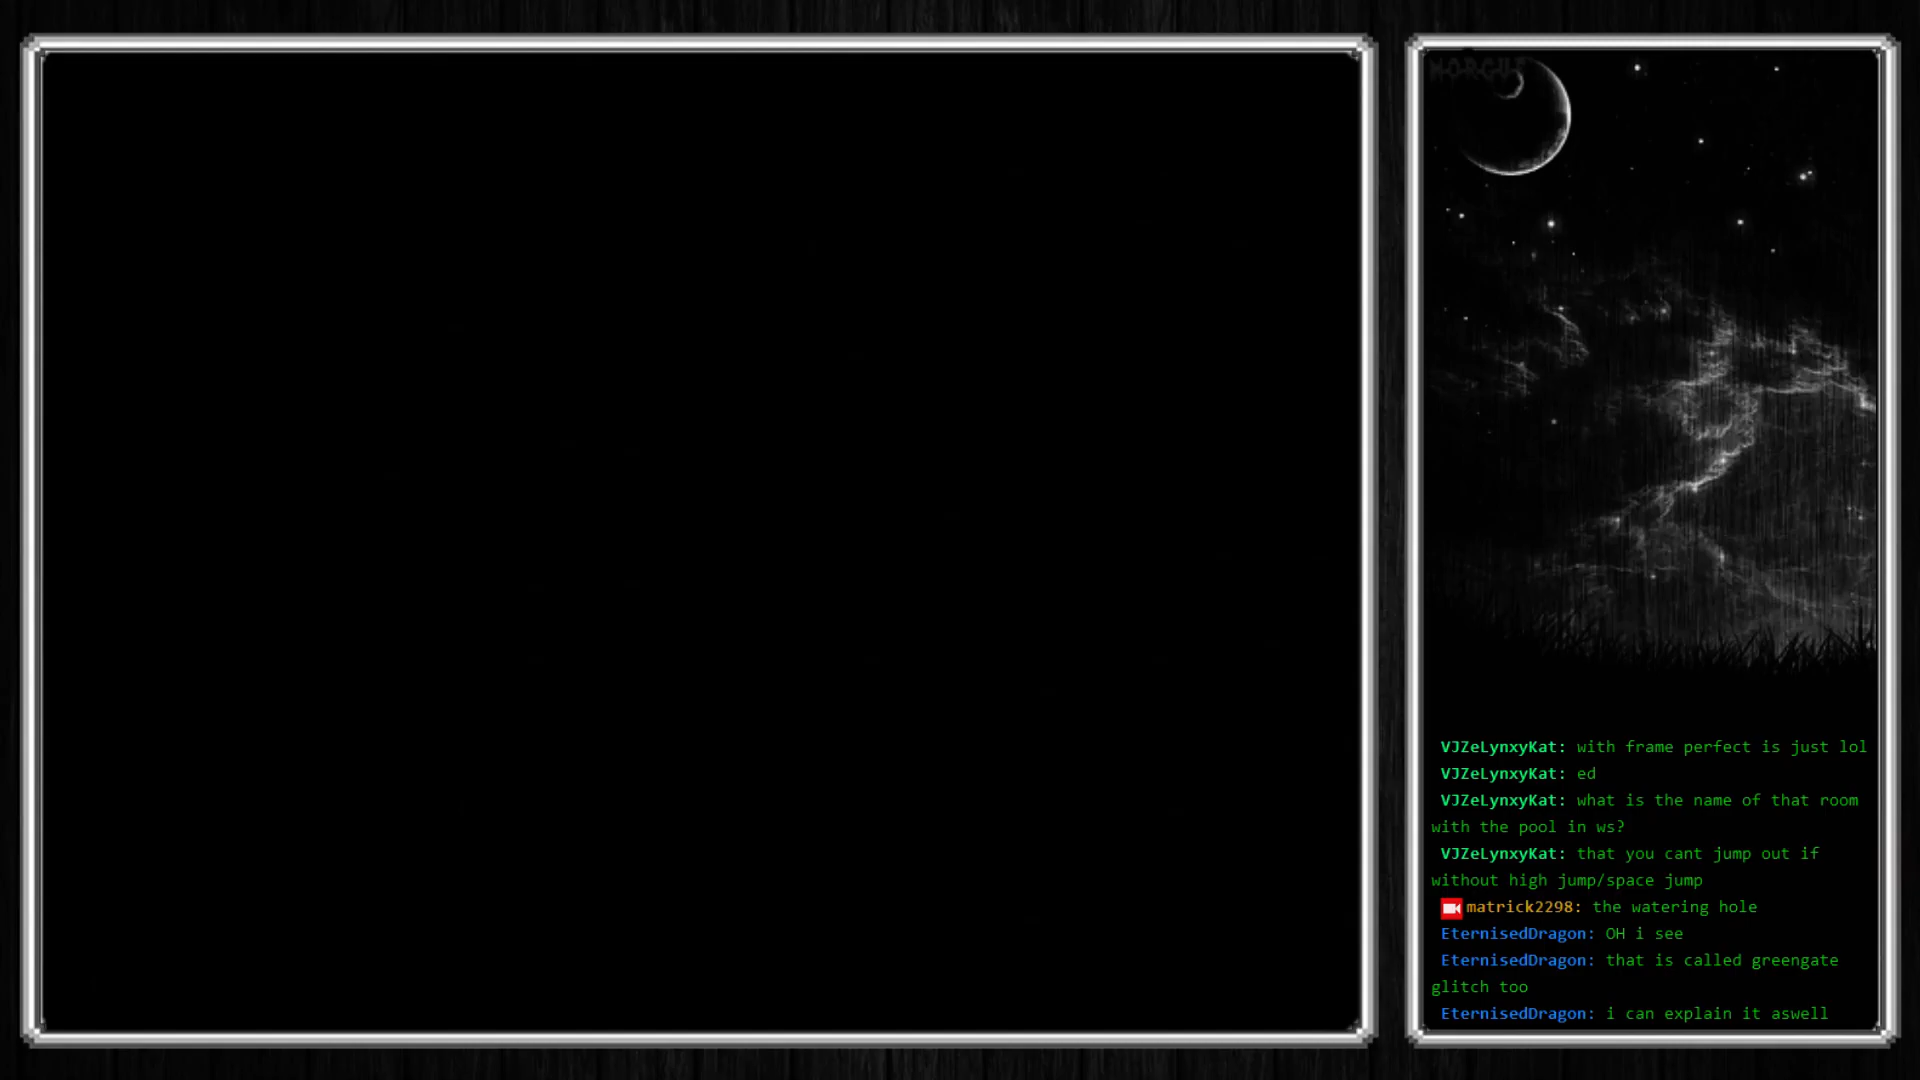 MORGUE
VJZeLynxyKat: with frame perfect is just lol
VJZeLynxyKat: ed
VJZeLynxyKat: what is the name of that room
with the pool in ws?
VJZeLynxyKat: that you cant jump out if
without high jump/space jump
matrick2298: the watering hole
EternisedDragon: OH i see
EternisedDragon: that is called greengate
glitch too
EternisedDragon: i can explain it aswell